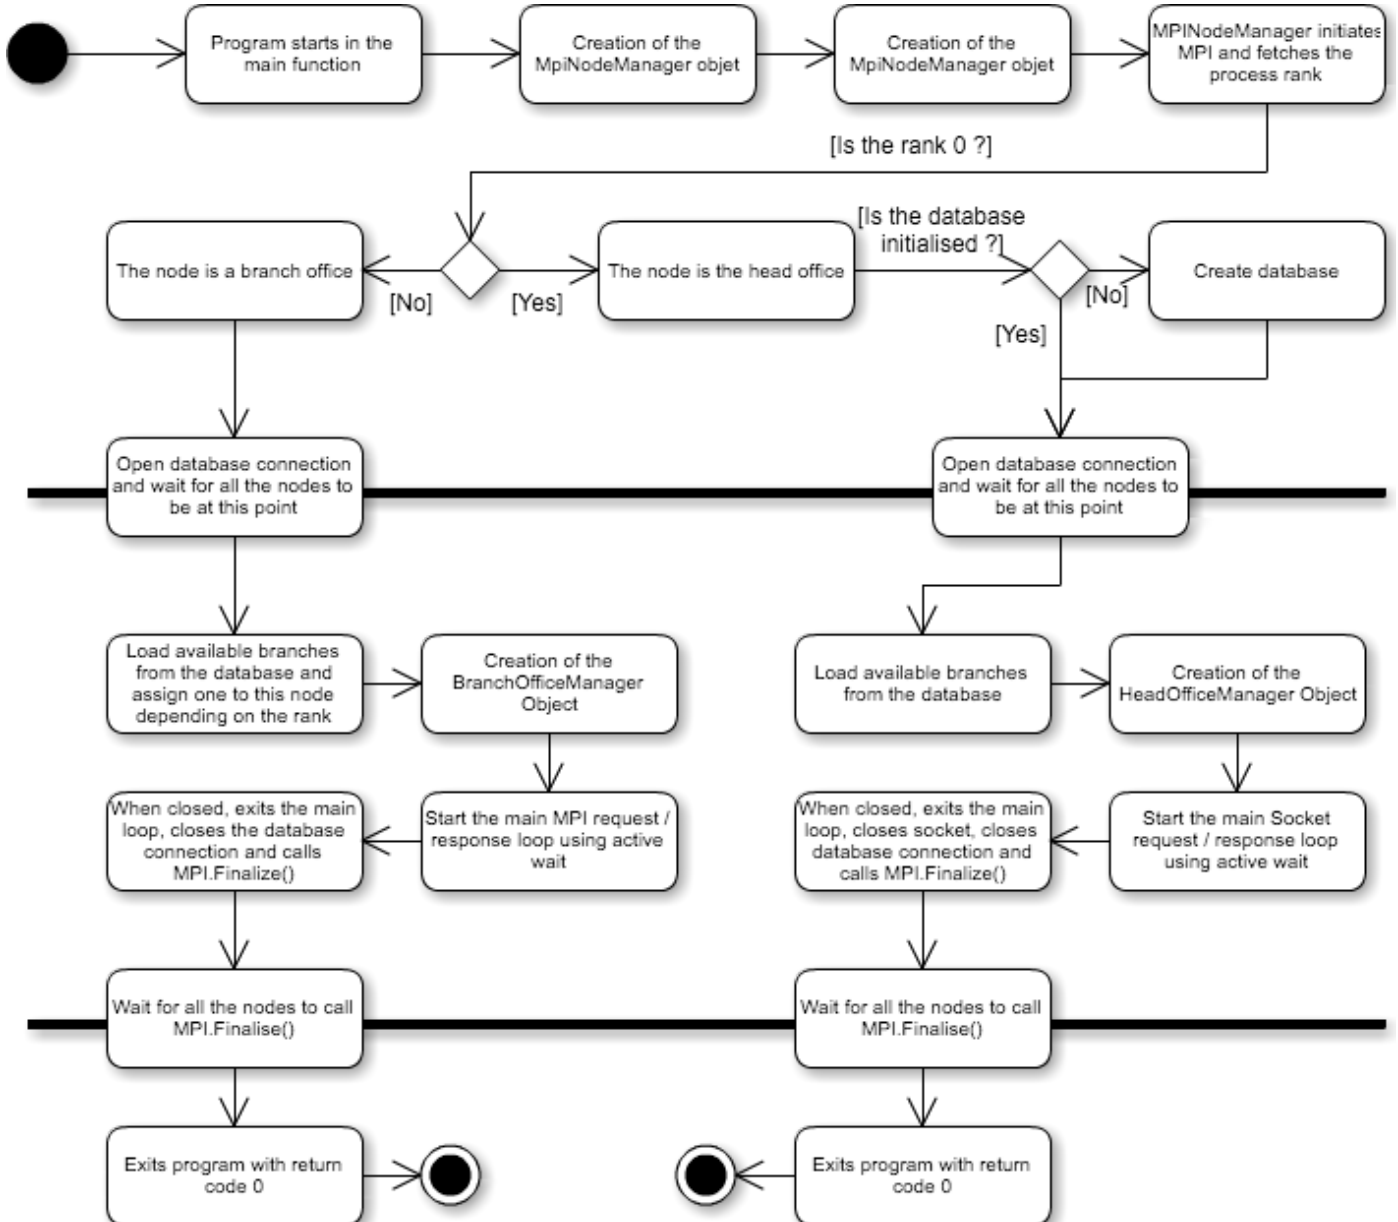 Program starts in the
main function
Creation of the
MpiNodeManager objet
Creation of the
MpiNodeManager objet
MPINodeManager initiates
MPI and fetches the
process rank
[Is the rank 0 ?]
The node is a branch office
[No]
[Yes]
The node is the head office
[Is the database
initialised ?]
[No]
[Yes]
Create database
Open database connection
and wait for all the nodes to
be at this point
Open database connection
and wait for all the nodes to
be at this point
Load available branches
from the database and
assign one to this node
depending on the rank
Creation of the
BranchOfficeManager
Object
Load available branches
from the database
Creation of the
HeadOfficeManager Object
When closed, exits the main
loop, closes the database
connection and calls
MPI.Finalize()
Start the main MPI request /
response loop using active
wait
When closed, exits the main
loop, closes socket, closes
database connection and
calls MPI.Finalize()
Start the main Socket
request / response loop
using active wait
Wait for all the nodes to call
MPI.Finalise()
Wait for all the nodes to call
MPI.Finalise()
Exits program with return
code 0
Exits program with return
code 0